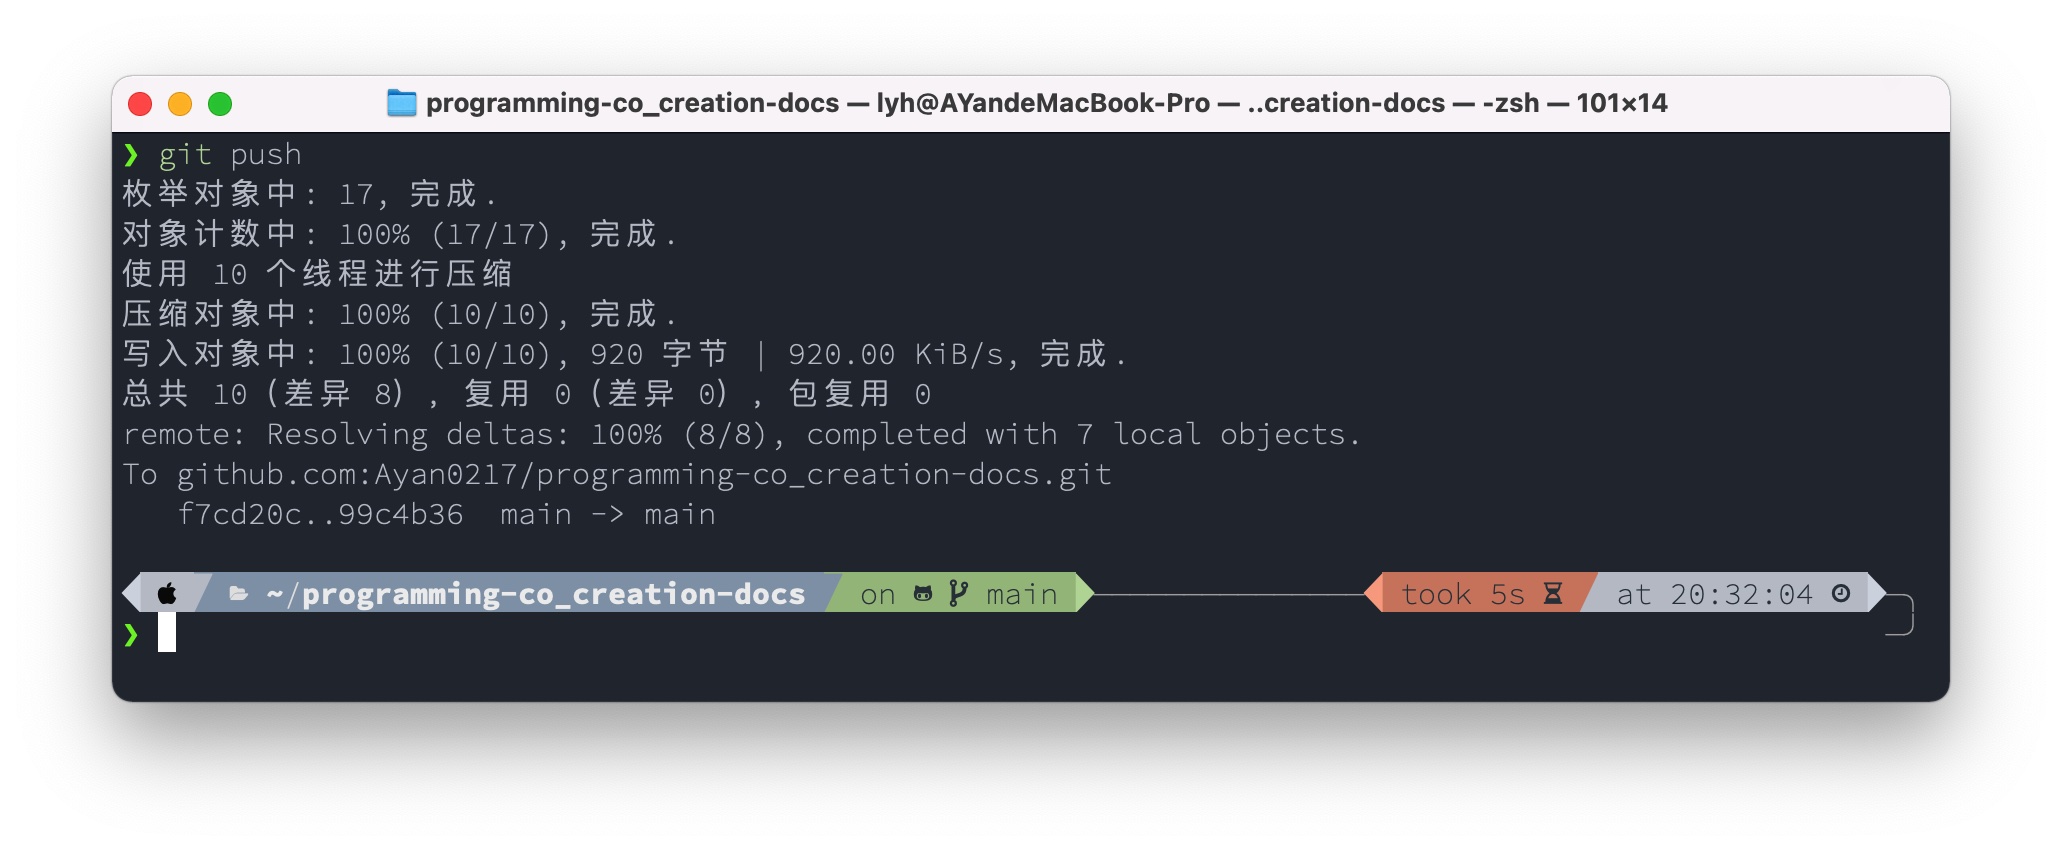 programming-co_creation-docs — lyh@AYandeMacBook-Pro — ..creation-docs — -zsh — 101×14
❯ git push
枚举对象中: 17, 完成.
对象计数中: 100% (17/17), 完成.
使用 10 个线程进行压缩
压缩对象中: 100% (10/10), 完成.
写入对象中: 100% (10/10), 920 字节 | 920.00 KiB/s, 完成.
总共 10（差异 8），复用 0（差异 0），包复用 0
remote: Resolving deltas: 100% (8/8), completed with 7 local objects.
To github.com:Ayan0217/programming-co_creation-docs.git
   f7cd20c..99c4b36  main -> main
~/programming-co_creation-docs on main took 5s at 20:32:04
❯